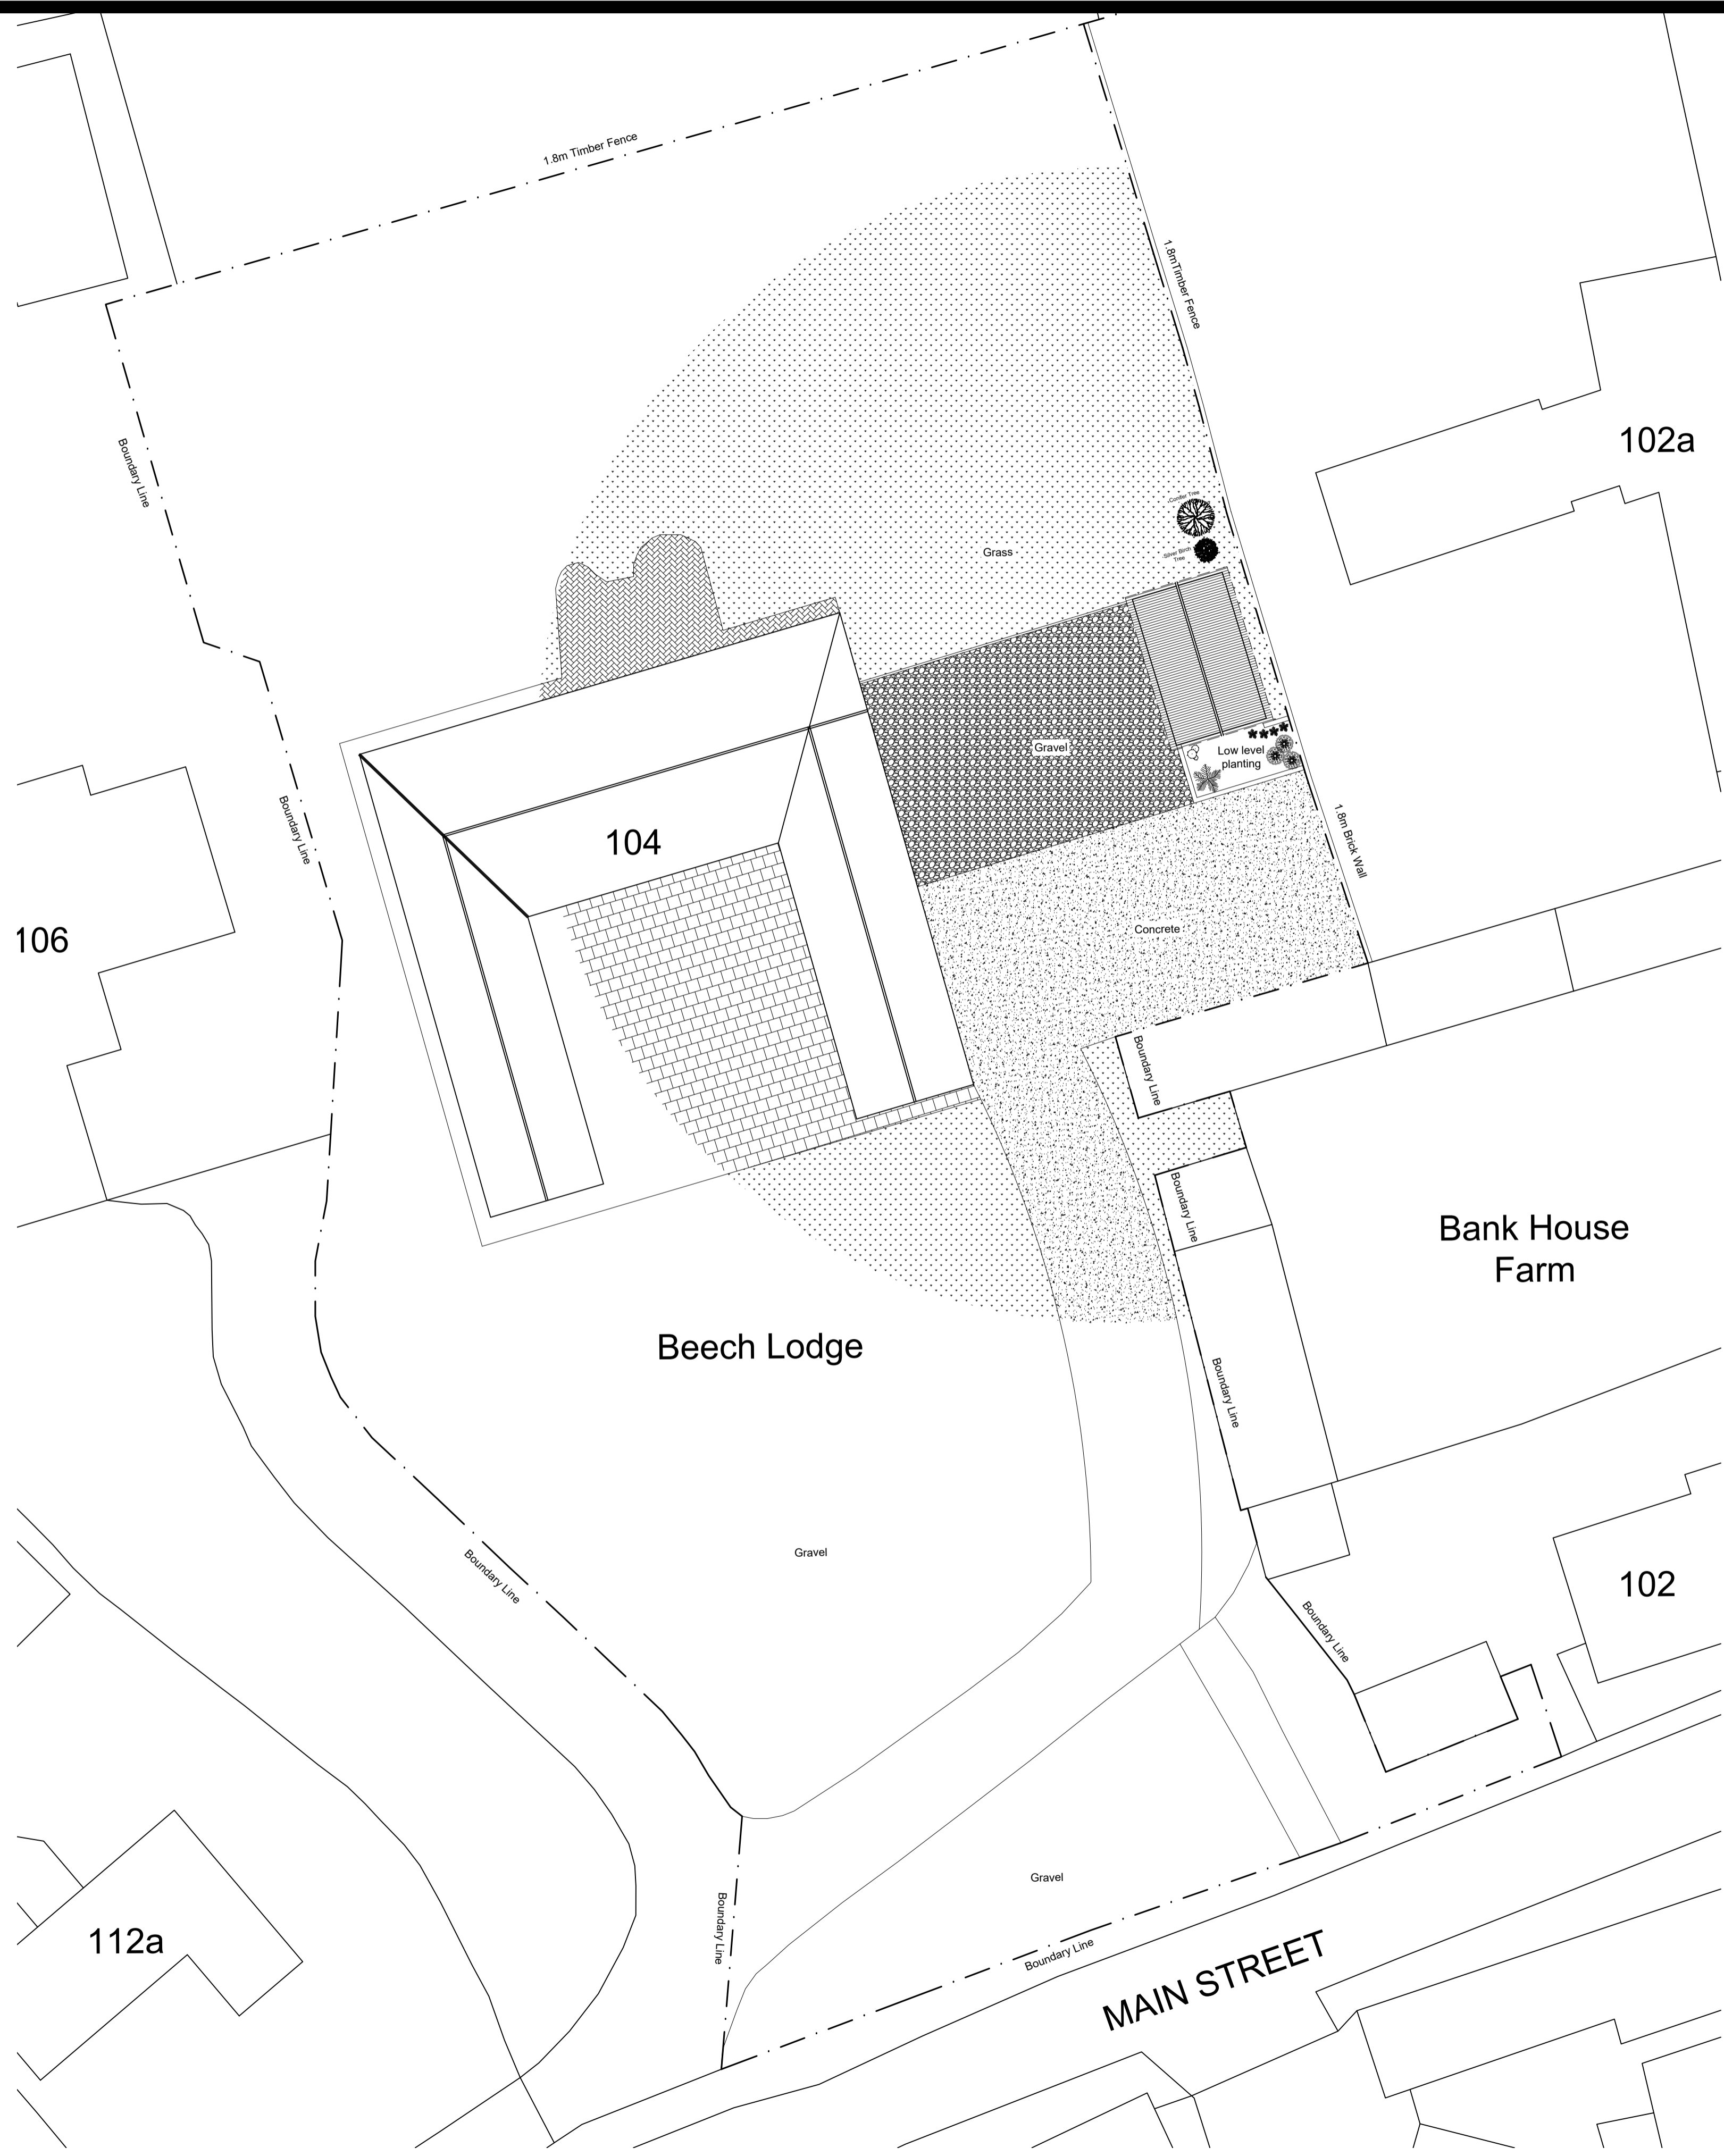 1.8m Timber Fence
1.8mTimber Fence
102a
Boundary Line
Conifer Tree
Silver Birch
Tree
Grass
Gravel
Low level
planting
Boundary Line
104
1.8m Brick Wall
106
Concrete
Boundary Line
Boundary Line
Bank House
Farm
Beech Lodge
Boundary Line
Gravel
Boundary Line
102
Boundary Line
Gravel
112a
Boundary Line
Boundary Line
MAIN STREET